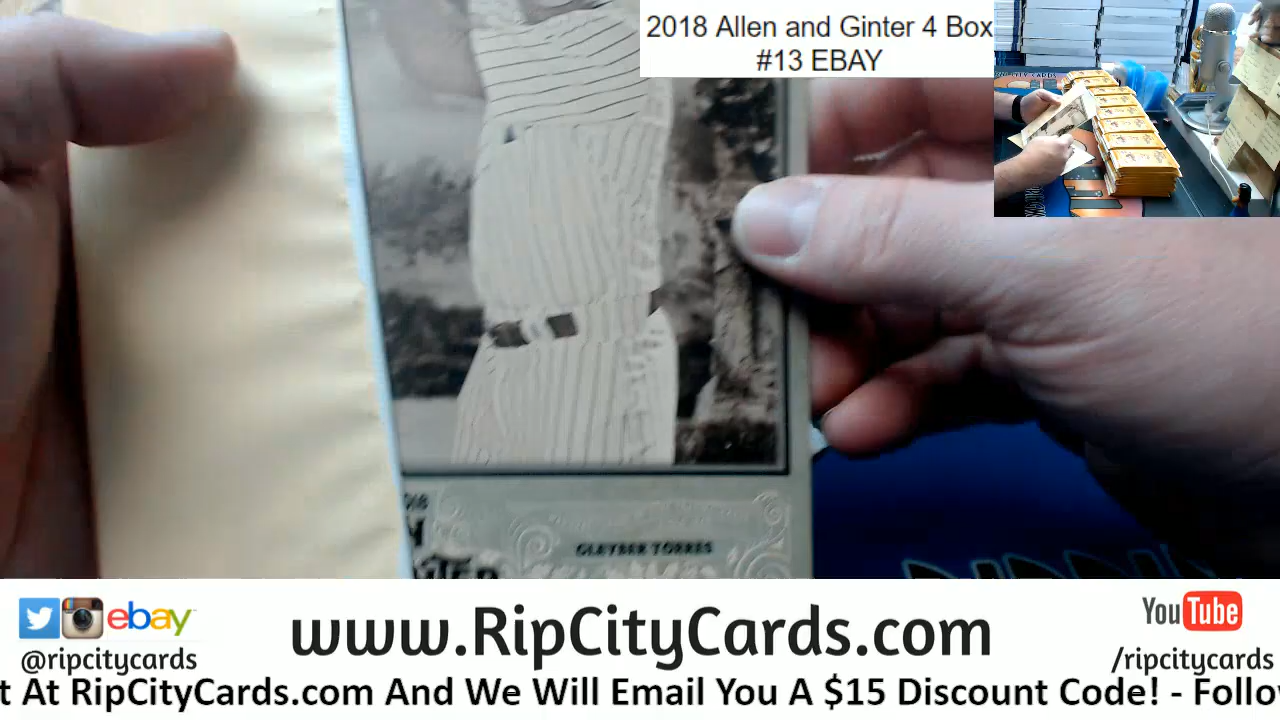 2018 Allen and Ginter 4 Box
#13 EBAY
GLEYBER TORRES
ebay
@ripcitycards
www.RipCityCards.com
YouTube
/ripcitycards
t At RipCityCards.com And We Will Email You A $15 Discount Code! - Follo